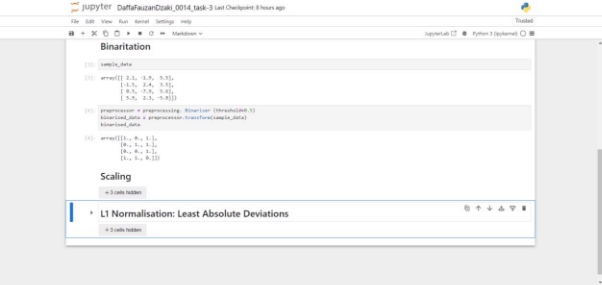 jupyter DaffaFauzanDzaki_0014_task-3 Last Checkpoint: 8 hours ago
File Edit View Run Kernel Settings Help
Trusted
Markdown
JupyterLab
Python 3 (ipykernel)
Binaritation
sample_data
array([[ 2.1, -1.9, 5.5],
[-1.5, 2.4, 3.5],
[ 0.5, -7.9, 5.6],
[ 5.9, 2.3, -5.8]])
preprocessor = preprocessing. Binarizer (threshold=0.5)
binarised_data = preprocessor.transform(sample_data)
binarised_data
array([[1., 0., 1.],
[0., 1., 1.],
[0., 0., 1.],
[1., 1., 0.]])
Scaling
+ 3 cells hidden
L1 Normalisation: Least Absolute Deviations
+ 3 cells hidden